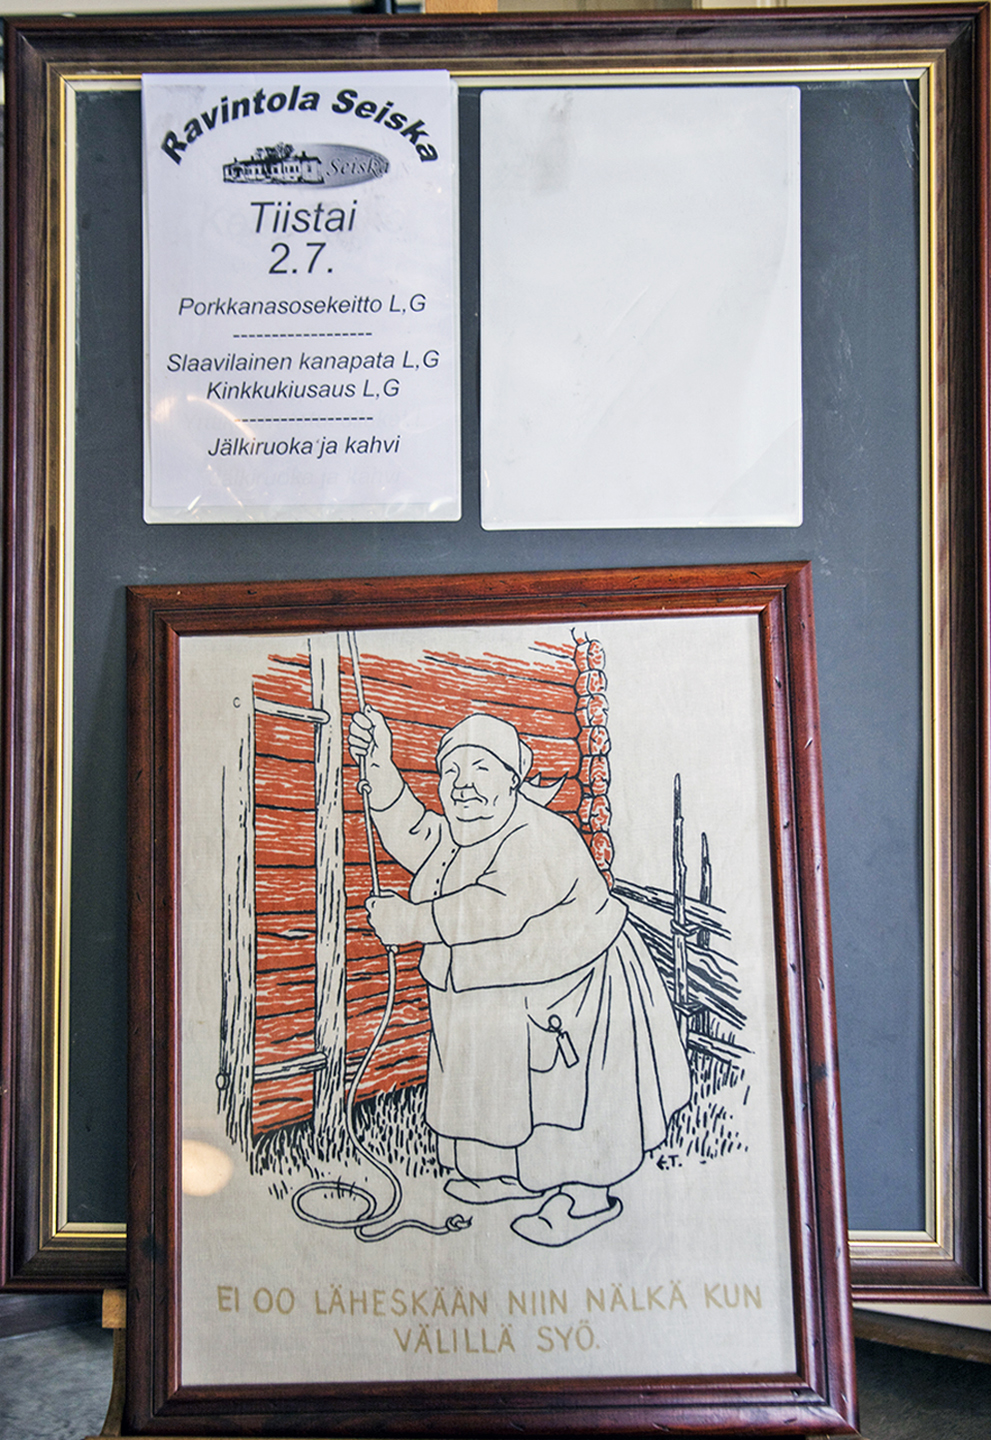 Ravintola Seiska
Seiska
Tiistai
2.7.
Porkkanasosekeitto L,G
------------------
Slaavilainen kanapata L,G
Kinkkukiusaus L,G
------------------
Jälkiruoka ja kahvi
E.T.
EI OO LÄHESKÄÄN NIIN NÄLKÄ KUN
VÄLILLÄ SYÖ.